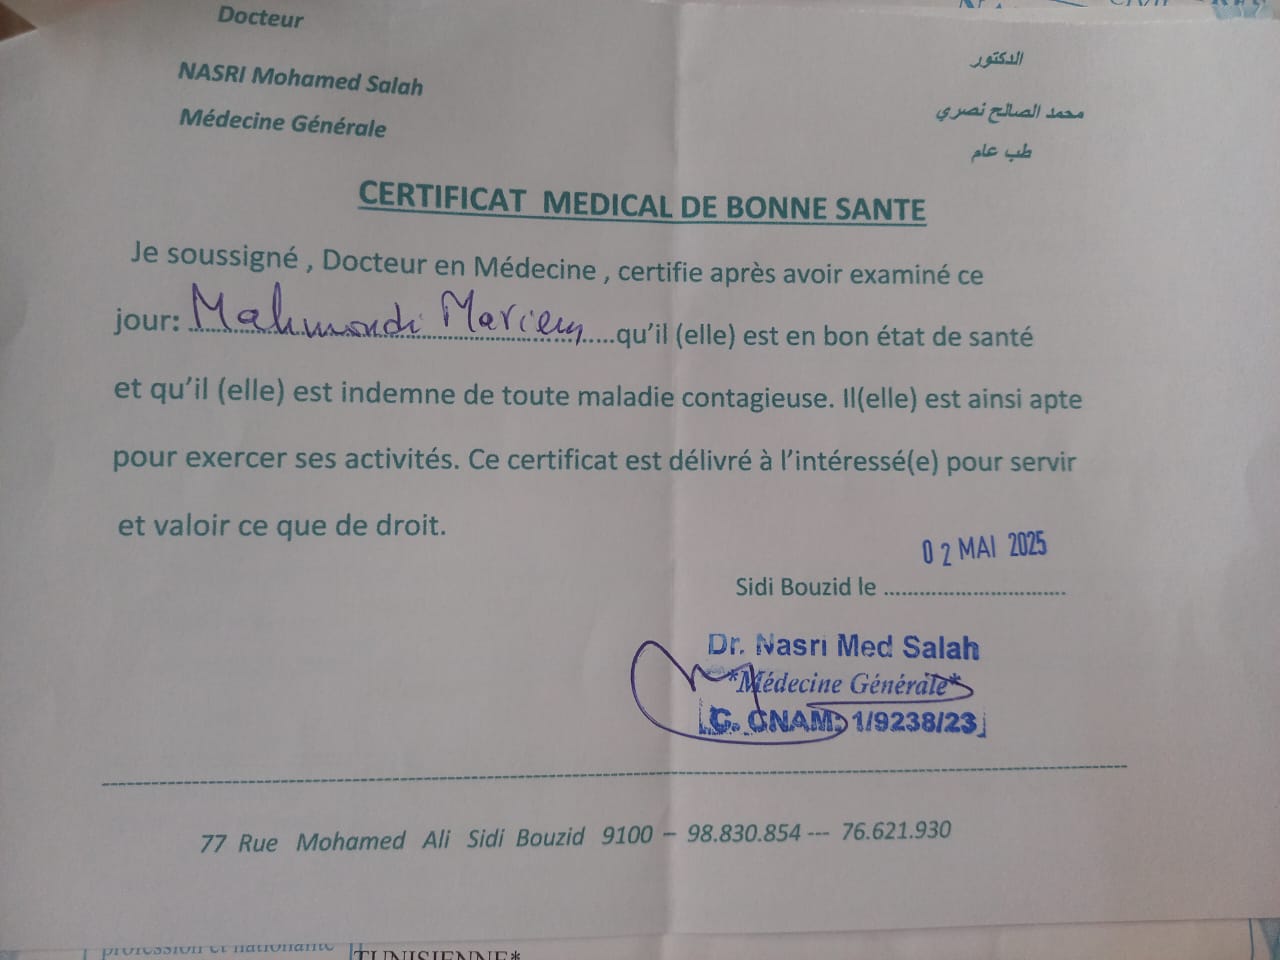 Docteur
NASRI Mohamed Salah
Médecine Générale
الدكتور
محمد الصالح نصري
طب عام
CERTIFICAT MEDICAL DE BONNE SANTE
Je soussigné , Docteur en Médecine , certifie après avoir examiné ce
jour: Mahmoudi Mariem.....qu'il (elle) est en bon état de santé
et qu'il (elle) est indemne de toute maladie contagieuse. Il(elle) est ainsi apte
pour exercer ses activités. Ce certificat est délivré à l'intéressé(e) pour servir
et valoir ce que de droit.
02 MAI 2025
Sidi Bouzid le ...............................
Dr. Nasri Med Salah
*Médecine Générale*
C. CNAM: 1/9238/23
77 Rue Mohamed Ali Sidi Bouzid 9100 – 98.830.854 --- 76.621.930
profession et nationalité
TUNISIENNE*